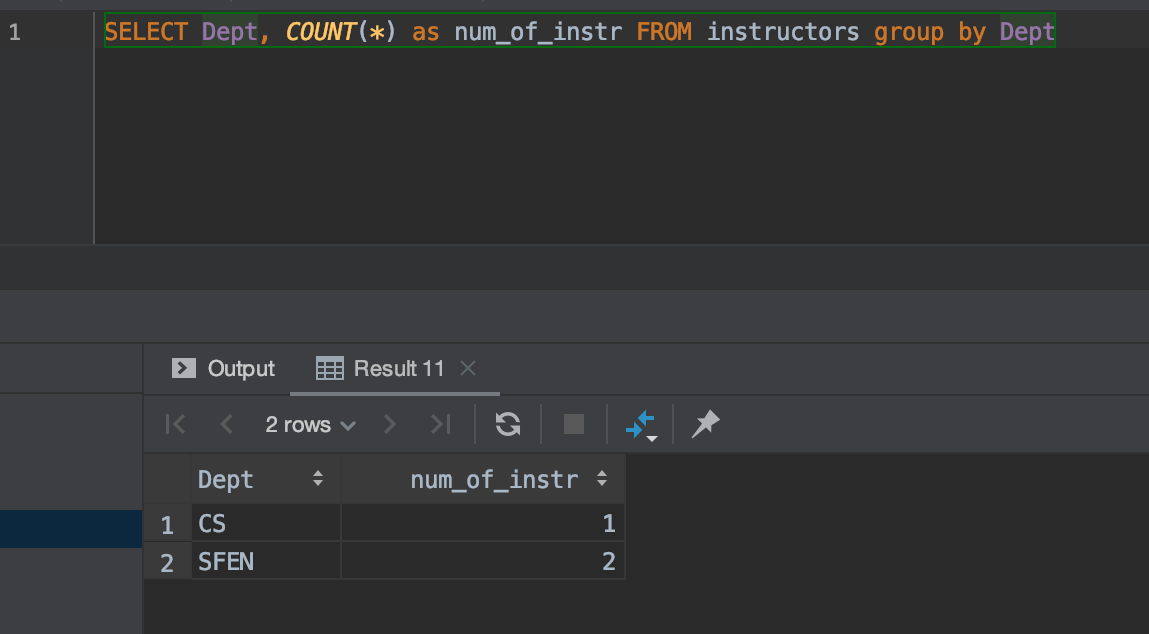 1 SELECT Dept, COUNT(*) as num_of_instr FROM instructors group by Dept
Output Result 11
2 rows
Dept num_of_instr
1 CS 1
2 SFEN 2